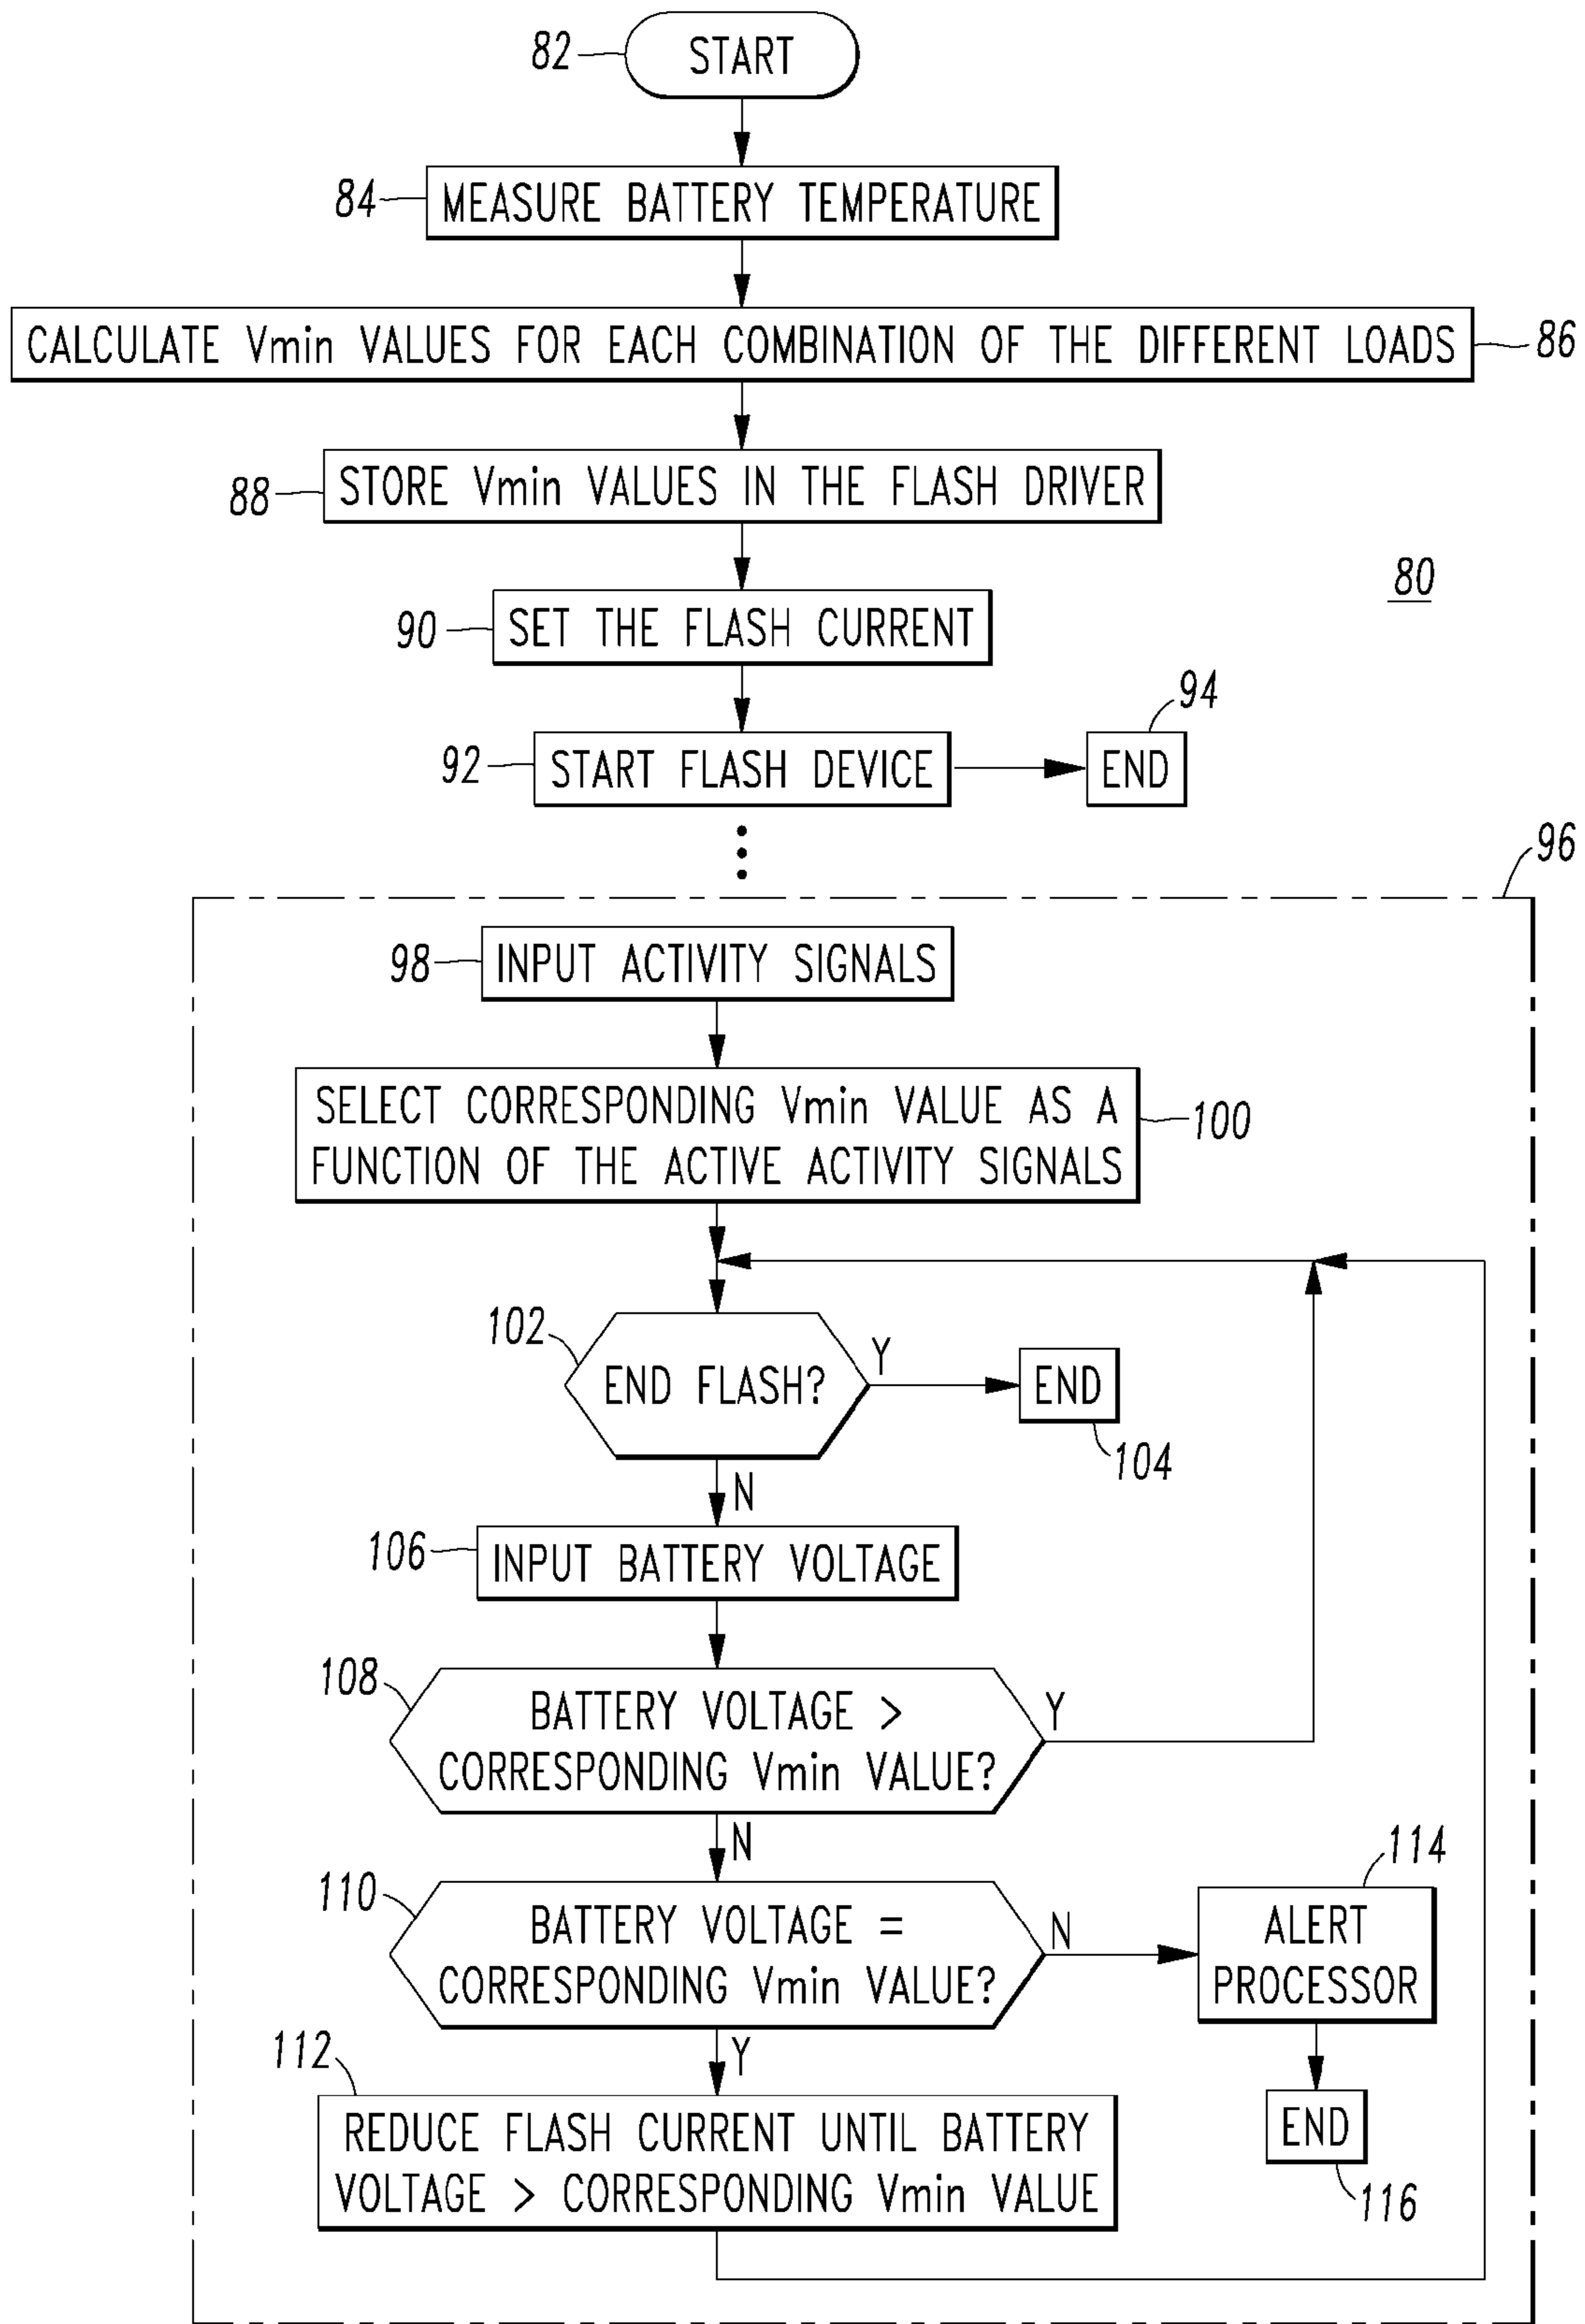 82
START
84
MEASURE BATTERY TEMPERATURE
CALCULATE Vmin VALUES FOR EACH COMBINATION OF THE DIFFERENT LOADS
86
88
STORE Vmin VALUES IN THE FLASH DRIVER
80
90
SET THE FLASH CURRENT
94
92
START FLASH DEVICE
END
96
98
INPUT ACTIVITY SIGNALS
SELECT CORRESPONDING Vmin VALUE AS A
FUNCTION OF THE ACTIVE ACTIVITY SIGNALS
100
102
END FLASH?
Y
END
104
N
106
INPUT BATTERY VOLTAGE
108
BATTERY VOLTAGE >
CORRESPONDING Vmin VALUE?
Y
N
110
BATTERY VOLTAGE =
CORRESPONDING Vmin VALUE?
N
114
ALERT
PROCESSOR
Y
112
REDUCE FLASH CURRENT UNTIL BATTERY
VOLTAGE > CORRESPONDING Vmin VALUE
END
116